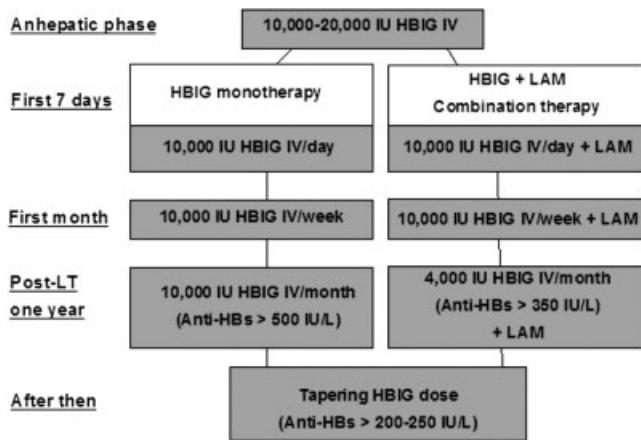 Anhepatic phase
10,000-20,000 IU HBIG IV
First 7 days
HBIG monotherapy
HBIG + LAM
Combination therapy
10,000 IU HBIG IV/day
10,000 IU HBIG IV/day + LAM
First month
10,000 IU HBIG IV/week
10,000 IU HBIG IV/week + LAM
Post-LT
one year
10,000 IU HBIG IV/month
(Anti-HBs > 500 IU/L)
4,000 IU HBIG IV/month
(Anti-HBs > 350 IU/L)
+ LAM
After then
Tapering HBIG dose
(Anti-HBs > 200-250 IU/L)